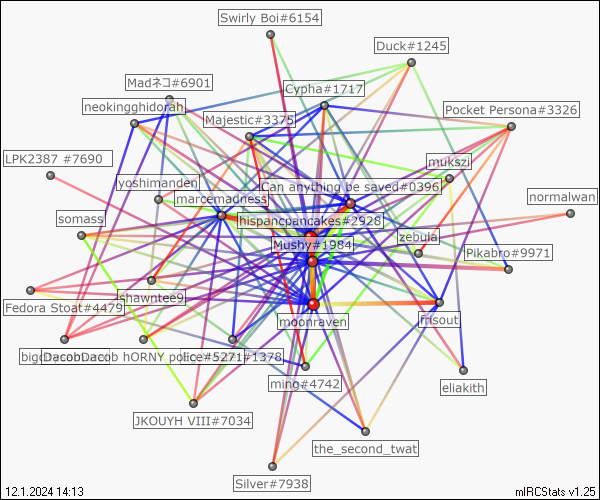 Swirly Boi#6154
Duck#1245
Madネコ#6901
Cypha#1717
neokingghidorah
Pocket Persona#3326
Majestic#3375
LPK2387 #7690
mukszi
yoshimanden
Can anything be saved#0396
marcemadness
normalwan
somass
hispancoancakes#2928
zebula
Mushy#1984
Pikabro#9971
Ishawntee9
Fedora Stoat#4479
moonraven
frisout
hORNY police#5271#1378
ming#4742
eliakith
JKOUYH VIII#7034
the_second_twat
Silver#7938
12.1.2024 14:13
mIRCStats v1.25